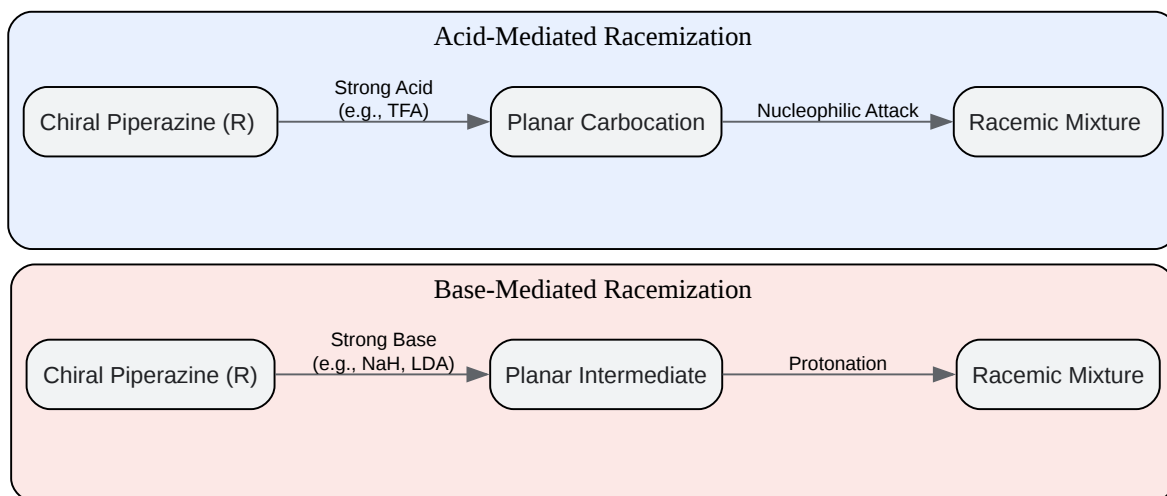 Acid-Mediated Racemization
Chiral Piperazine (R)
Strong Acid
(e.g., TFA)
Planar Carbocation
Nucleophilic Attack
Racemic Mixture
Base-Mediated Racemization
Chiral Piperazine (R)
Strong Base
(e.g., NaH, LDA)
Planar Intermediate
Protonation
Racemic Mixture